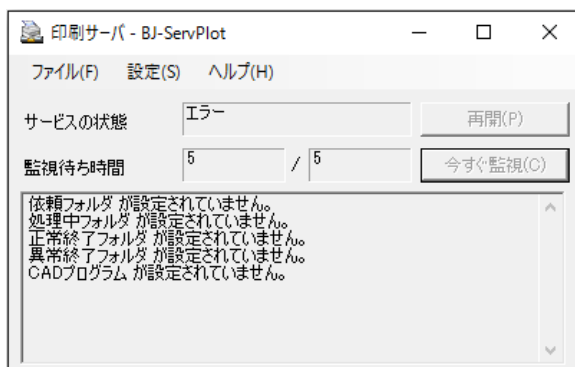 印刷サーバ - BJ-ServPlot
ファイル(F) 設定(S) ヘルプ(H)
サービスの状態 エラー 再開(P)
監視待ち時間 5 / 5 今すぐ監視(C)
依頼フォルダ が設定されていません。
処理中フォルダ が設定されていません。
正常終了フォルダ が設定されていません。
異常終了フォルダ が設定されていません。
CADプログラム が設定されていません。